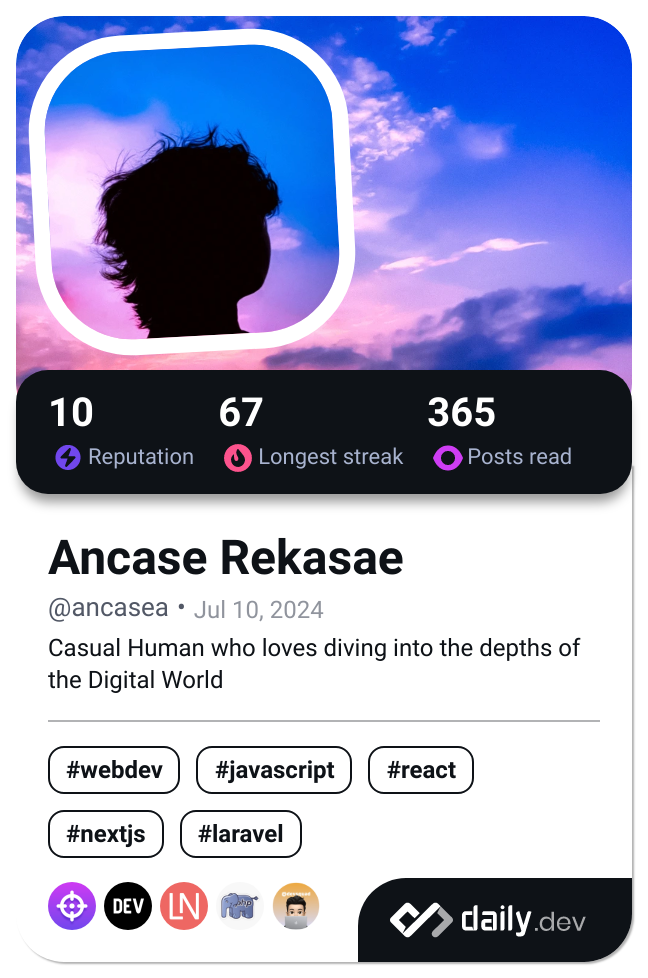 10 67 365
Reputation Longest streak Posts read
Ancase Rekasae
@ancasea • Jul 10, 2024
Casual Human who loves diving into the depths of
the Digital World
#webdev #javascript #react
#nextjs #laravel
DEV LN php
daily.dev